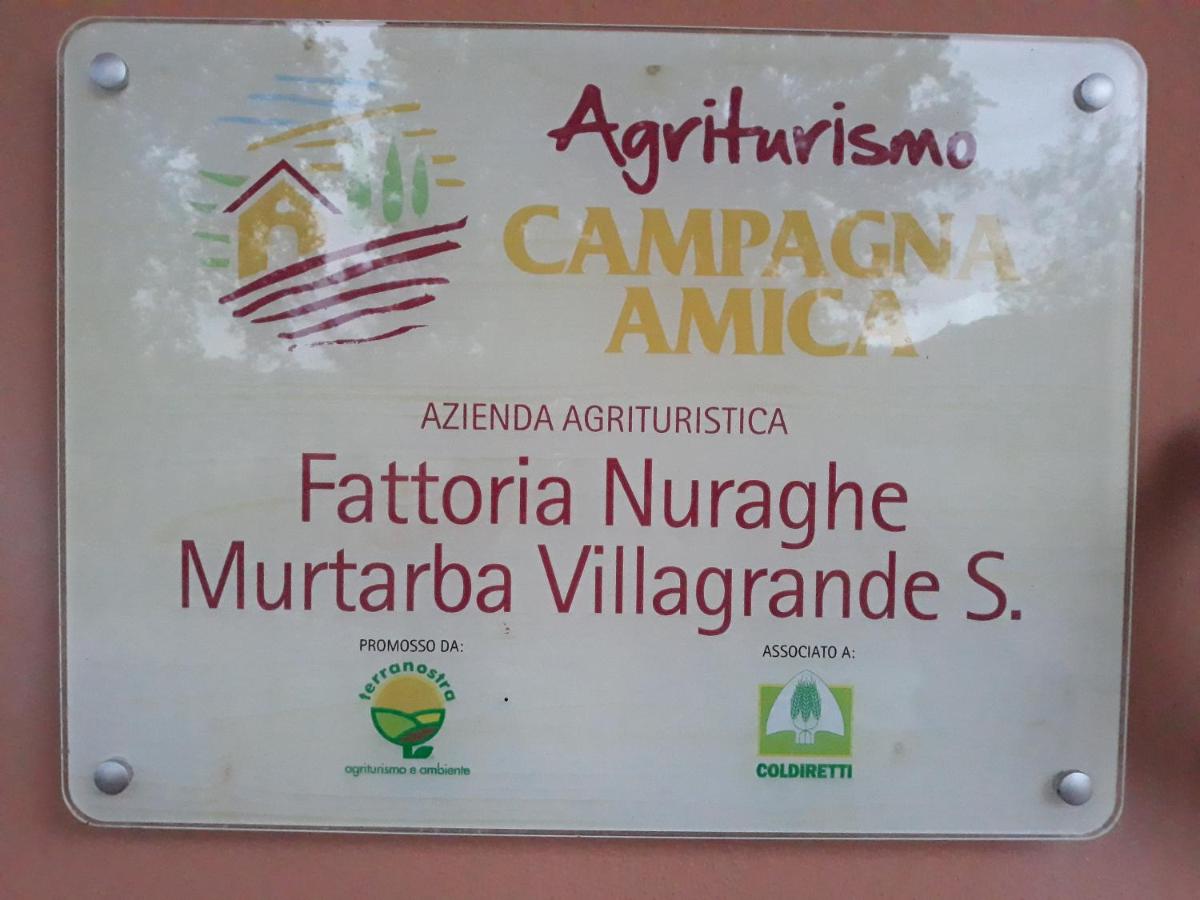 Agriturismo
CAMPAGNA
AMICA
AZIENDA AGRITURISTICA
Fattoria Nuraghe
Murtarba Villagrande S.
PROMOSSO DA:
ASSOCIATO A:
terranostra
agriturismo e ambiente
COLDIRETTI